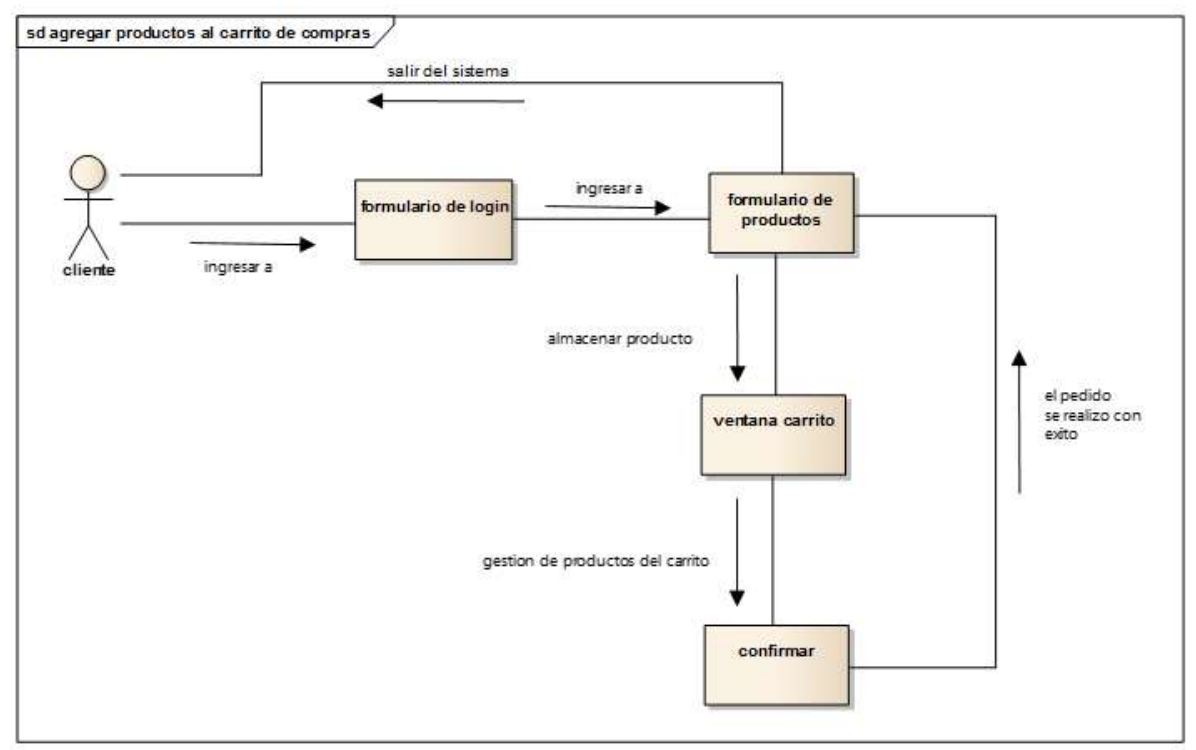 sd agregar productos al carrito de compras
salir del sistema
formulario de login
ingresar a
formulario de
productos
cliente
ingresar a
almacenar producto
ventana carrito
el pedido
se realizo con
exito
gestion de productos del carrito
confirmar